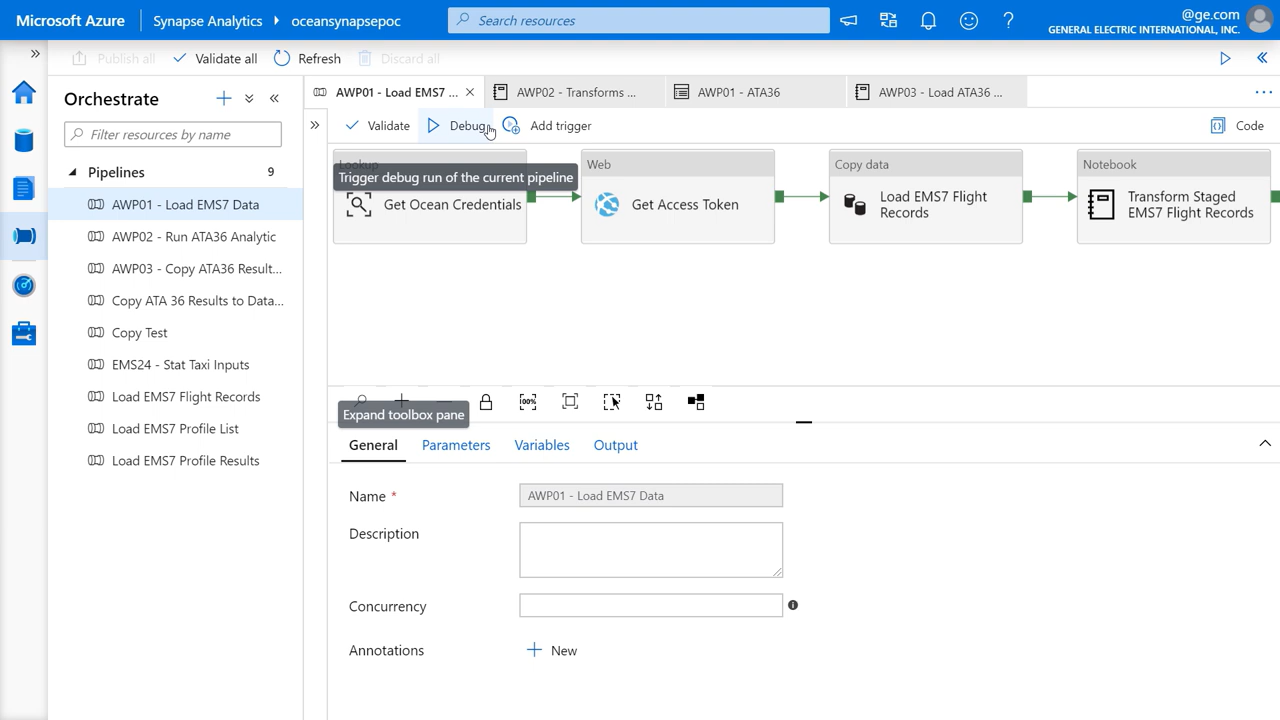 Microsoft Azure
Synapse Analytics
oceansynapsepoc
Search resources
@ge.com
GENERAL ELECTRIC INTERNATIONAL, INC.
Publish all
Validate all
Refresh
Discard all
Orchestrate
Filter resources by name
Pipelines
9
AWP01 - Load EMS7 Data
AWP02 - Run ATA36 Analytic
AWP03 - Copy ATA36 Result...
Copy ATA 36 Results to Data...
Copy Test
EMS24 - Stat Taxi Inputs
Load EMS7 Flight Records
Load EMS7 Profile List
Load EMS7 Profile Results
AWP01 - Load EMS7 ...
AWP02 - Transforms ...
AWP01 - ATA36
AWP03 - Load ATA36 ...
Validate
Debug
Add trigger
Code
Lookup
Trigger debug run of the current pipeline
Get Ocean Credentials
Web
Get Access Token
Copy data
Load EMS7 Flight
Records
Notebook
Transform Staged
EMS7 Flight Records
100%
Expand toolbox pane
General
Parameters
Variables
Output
Name *
AWP01 - Load EMS7 Data
Description
Concurrency
Annotations
New